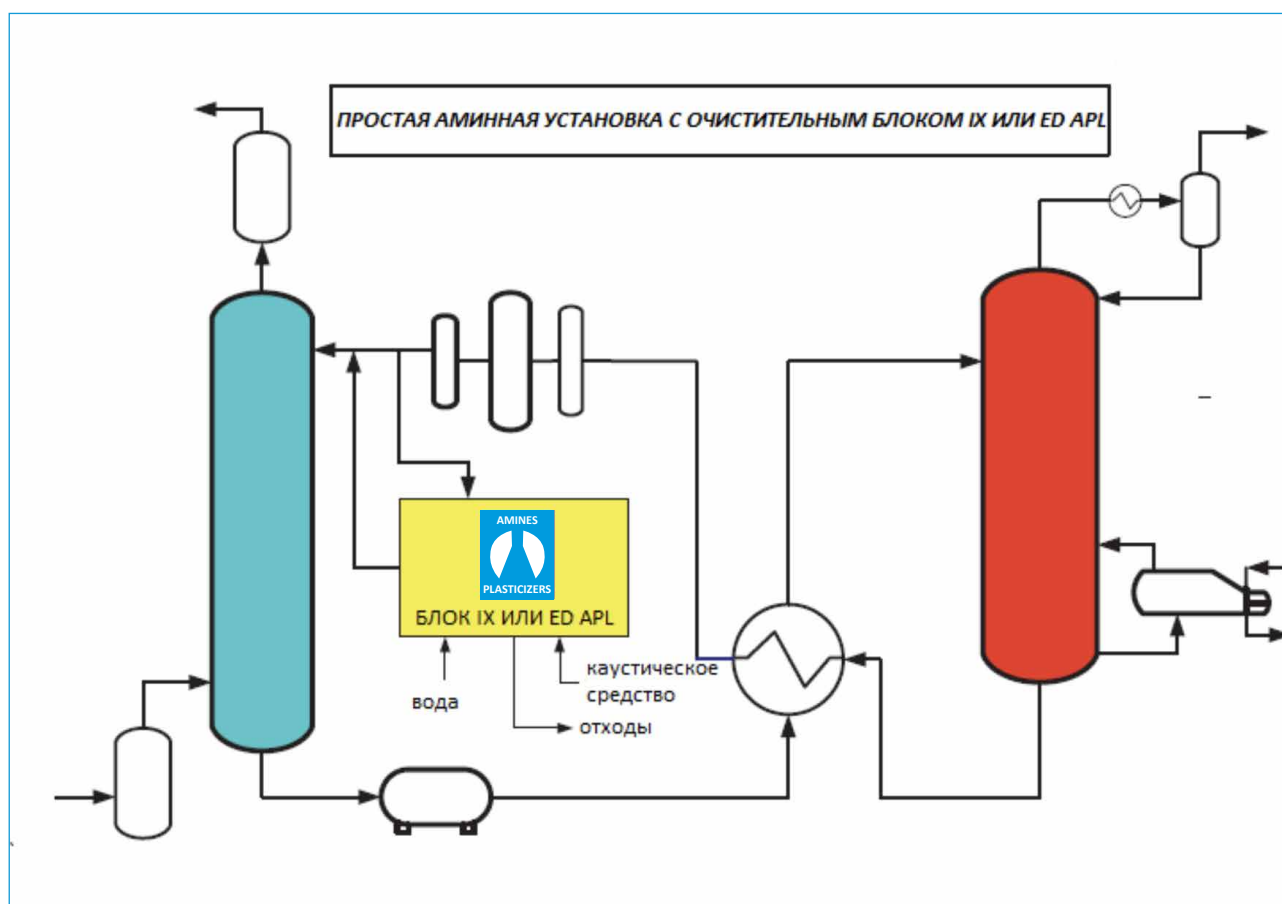 ПРОСТАЯ АМИННАЯ УСТАНОВКА С ОЧИСТИТЕЛЬНЫМ БЛОКОМ IX ИЛИ ED APL
AMINES
PLASTICIZERS
БЛОК IX ИЛИ ED APL
каустическое
средство
вода
отходы